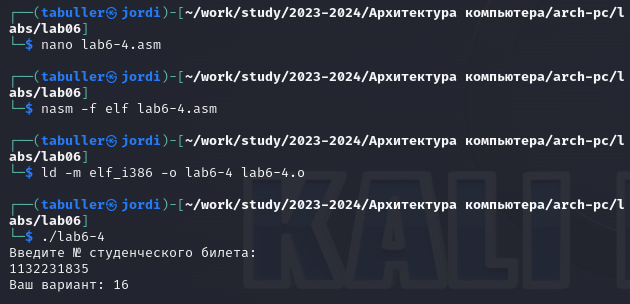 ┌──(tabuller㉿jordi)-[~/work/study/2023-2024/Архитектура компьютера/arch-pc/l
abs/lab06]
└─$ nano lab6-4.asm
┌──(tabuller㉿jordi)-[~/work/study/2023-2024/Архитектура компьютера/arch-pc/l
abs/lab06]
└─$ nasm -f elf lab6-4.asm
┌──(tabuller㉿jordi)-[~/work/study/2023-2024/Архитектура компьютера/arch-pc/l
abs/lab06]
└─$ ld -m elf_i386 -o lab6-4 lab6-4.o
┌──(tabuller㉿jordi)-[~/work/study/2023-2024/Архитектура компьютера/arch-pc/l
abs/lab06]
└─$ ./lab6-4
Введите № студенческого билета:
1132231835
Ваш вариант: 16
KALI